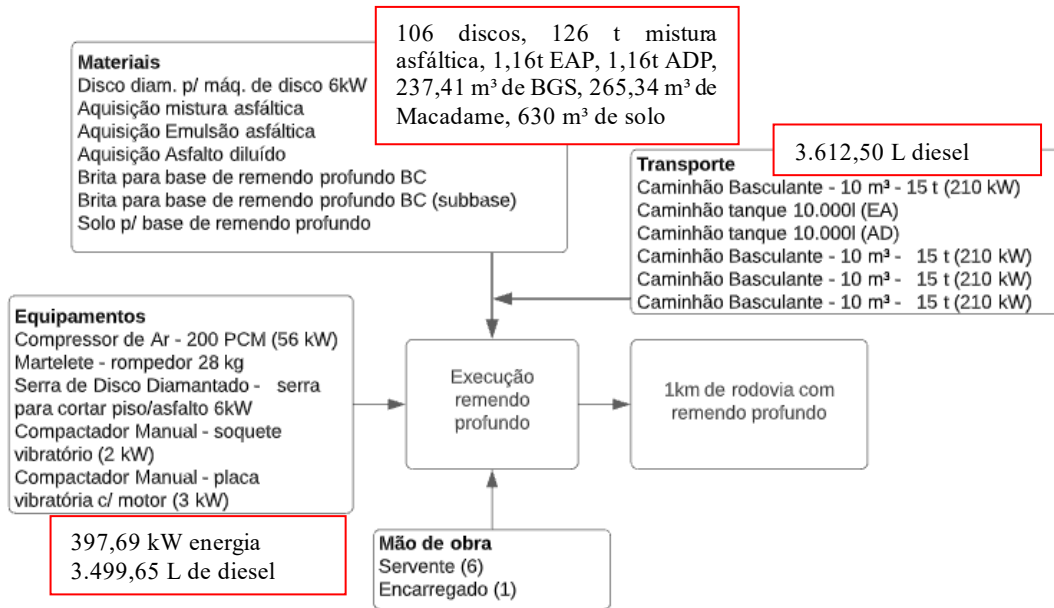 106 discos, 126 t mistura
asfáltica, 1,16t EAP, 1,16t ADP,
237,41 m³ de BGS, 265,34 m³ de
Macadame, 630 m³ de solo
Materiais
Disco diam. p/ máq. de disco 6kW
Aquisição mistura asfáltica
Aquisição Emulsão asfáltica
Aquisição Asfalto diluído
Brita para base de remendo profundo BC
Brita para base de remendo profundo BC (subbase)
Solo p/ base de remendo profundo
3.612,50 L diesel
Transporte
Caminhão Basculante - 10 m³ - 15 t (210 kW)
Caminhão tanque 10.000l (EA)
Caminhão tanque 10.000l (AD)
Caminhão Basculante - 10 m³ - 15 t (210 kW)
Caminhão Basculante - 10 m³ - 15 t (210 kW)
Caminhão Basculante - 10 m³ - 15 t (210 kW)
Equipamentos
Compressor de Ar - 200 PCM (56 kW)
Martelete - rompedor 28 kg
Serra de Disco Diamantado - serra
para cortar piso/asfalto 6kW
Compactador Manual - soquete
vibratório (2 kW)
Compactador Manual - placa
vibratória c/ motor (3 kW)
397,69 kW energia
3.499,65 L de diesel
Execução
remendo
profundo
1km de rodovia com
remendo profundo
Mão de obra
Servente (6)
Encarregado (1)